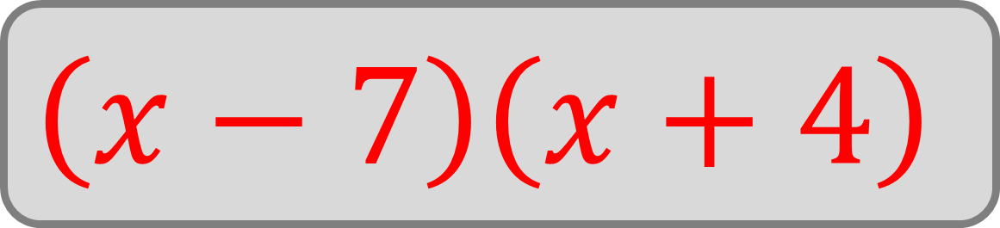 (x − 7)(x + 4)